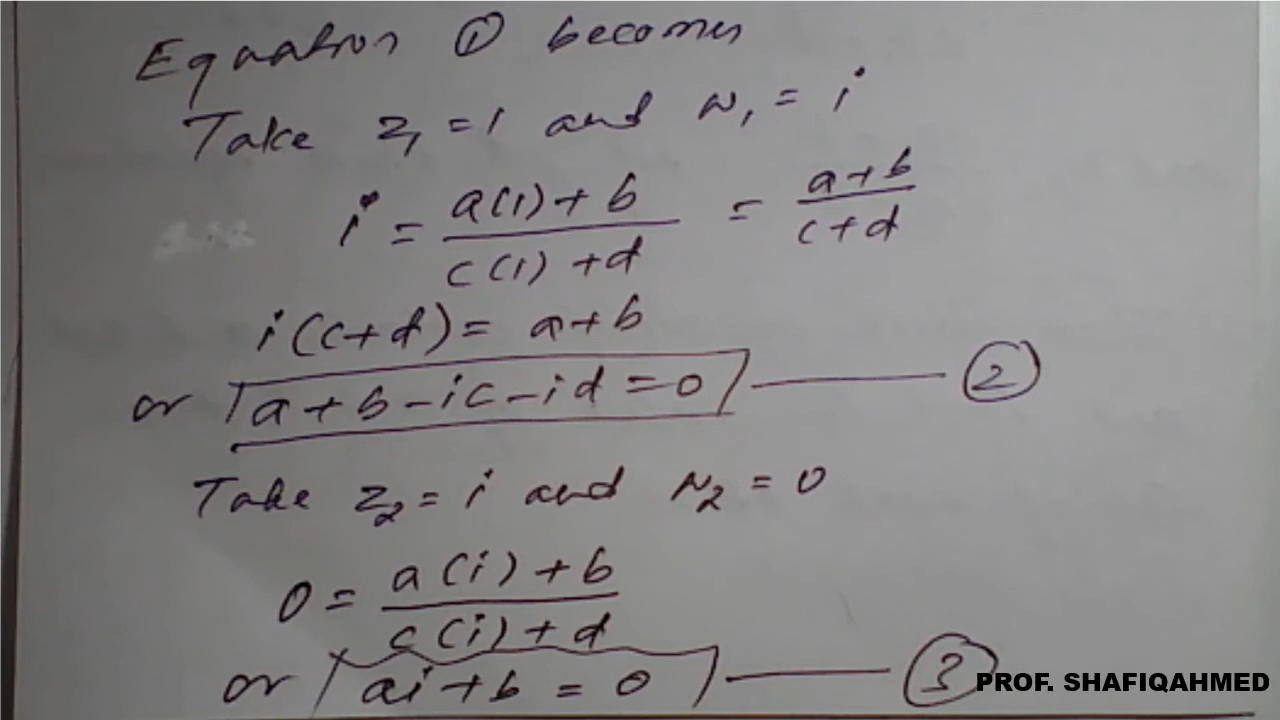 Equation ① becomes
Take z₁ = 1 and w₁ = i
i = a(1) + b / c(1) + d = a+b / c+d
i(c+d) = a+b
or a+b-ic-id=0 ②
Take z₂ = i and w₂ = 0
0 = a(i)+b / c(i)+d
or ai+b = 0 ③
PROF. SHAFIQAHMED